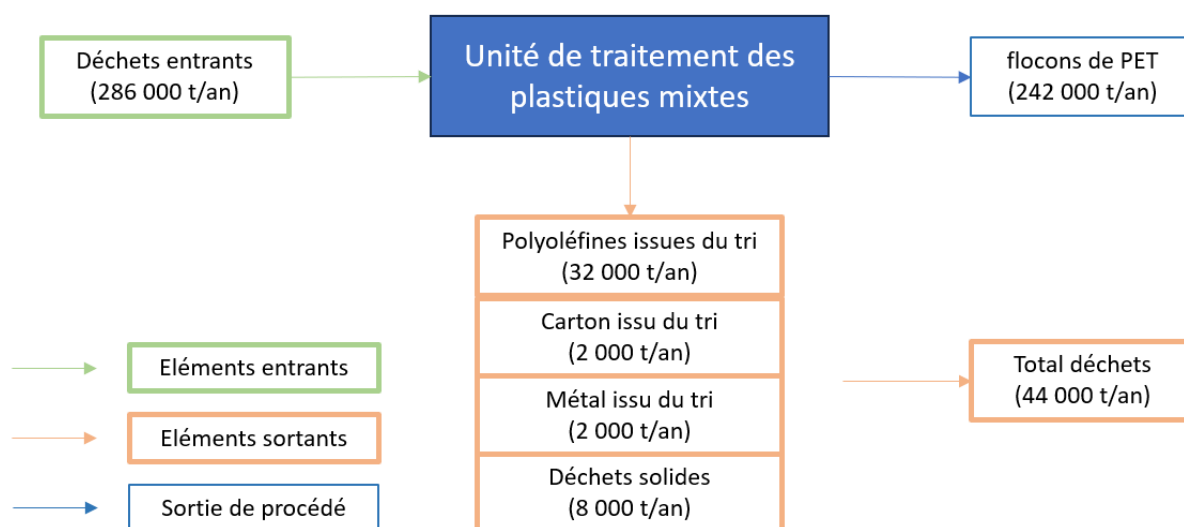 Déchets entrants
(286 000 t/an)
Unité de traitement des
plastiques mixtes
flocons de PET
(242 000 t/an)
Polyoléfines issues du tri
(32 000 t/an)
Carton issu du tri
(2 000 t/an)
Métal issu du tri
(2 000 t/an)
Déchets solides
(8 000 t/an)
Total déchets
(44 000 t/an)
Eléments entrants
Eléments sortants
Sortie de procédé